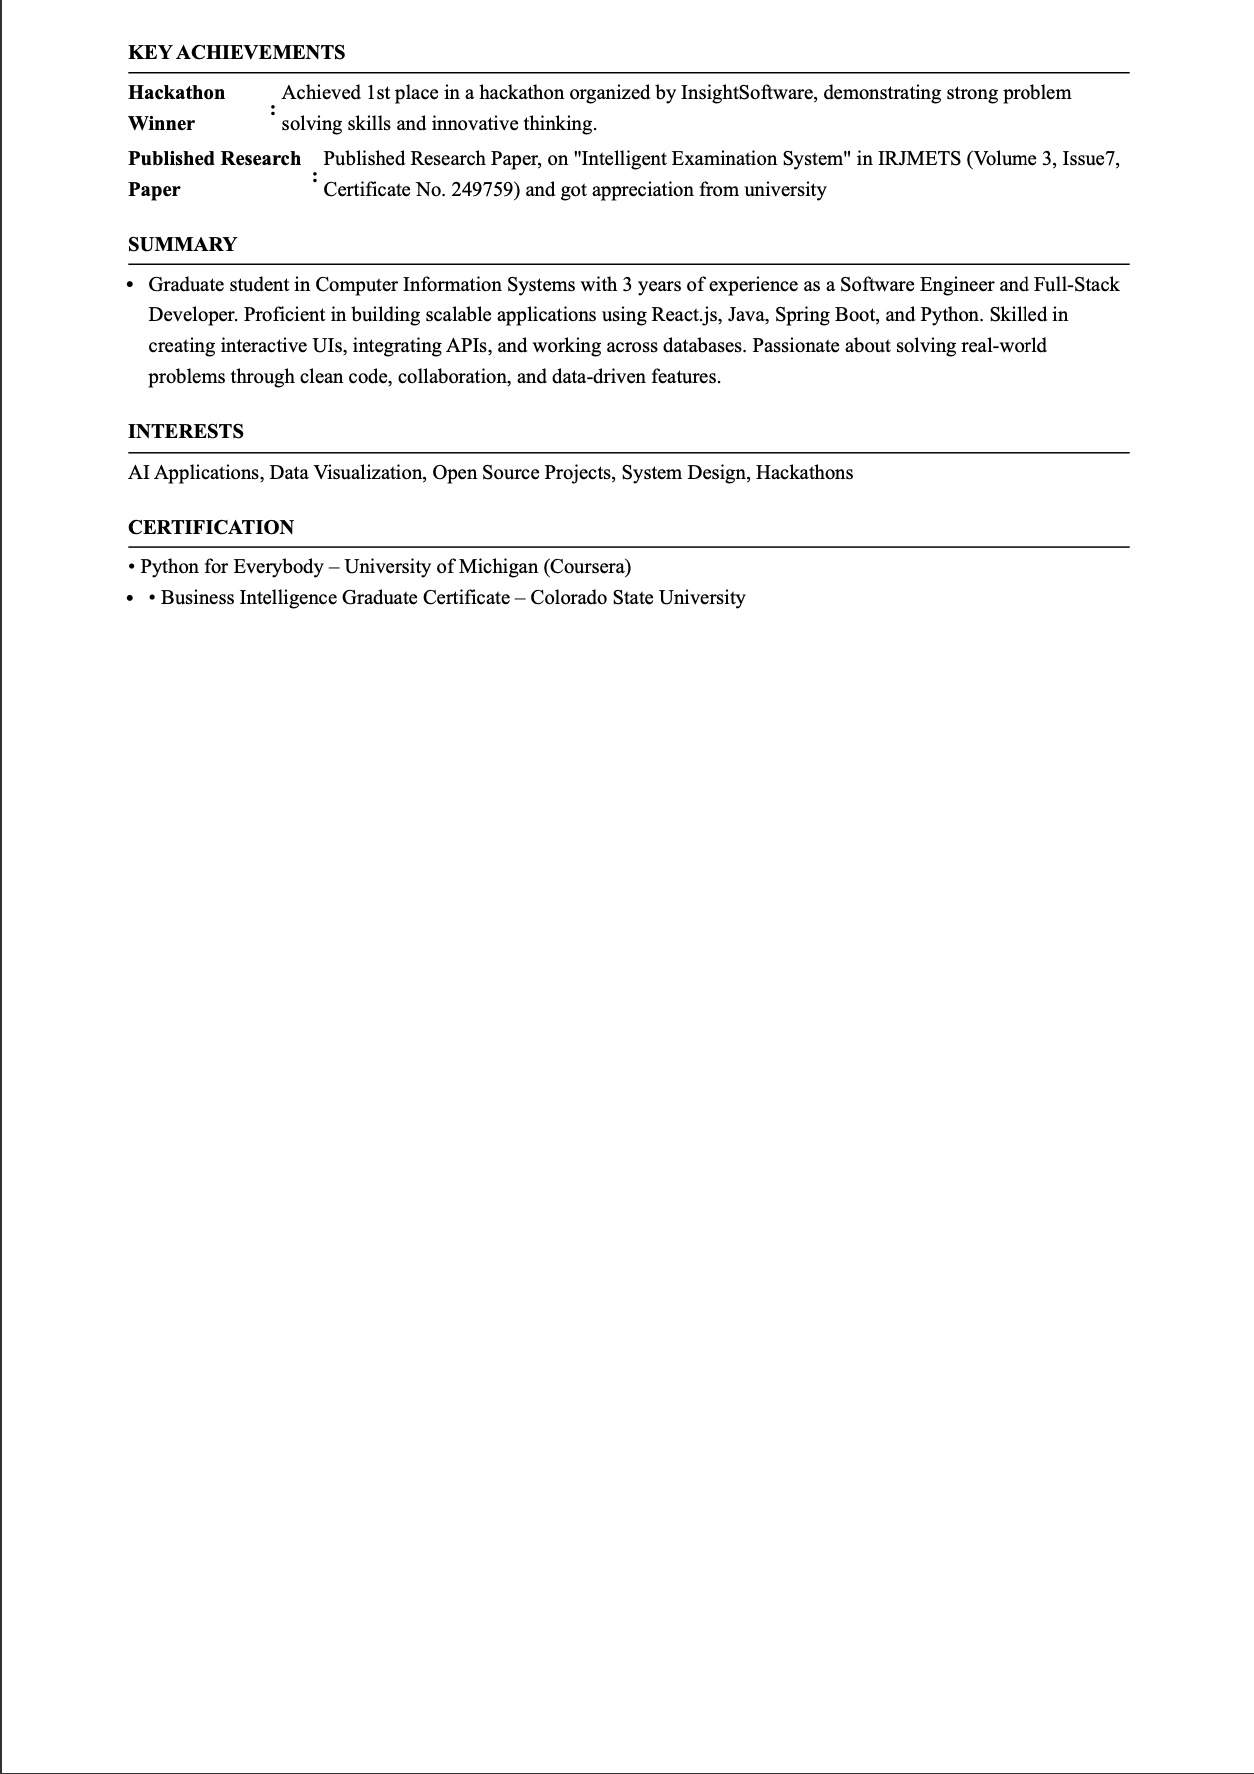 KEY ACHIEVEMENTS
Hackathon Winner : Achieved 1st place in a hackathon organized by InsightSoftware, demonstrating strong problem
solving skills and innovative thinking.
Published Research Paper : Published Research Paper, on "Intelligent Examination System" in IRJMETS (Volume 3, Issue7,
Certificate No. 249759) and got appreciation from university
SUMMARY
• Graduate student in Computer Information Systems with 3 years of experience as a Software Engineer and Full-Stack
Developer. Proficient in building scalable applications using React.js, Java, Spring Boot, and Python. Skilled in
creating interactive UIs, integrating APIs, and working across databases. Passionate about solving real-world
problems through clean code, collaboration, and data-driven features.
INTERESTS
AI Applications, Data Visualization, Open Source Projects, System Design, Hackathons
CERTIFICATION
• Python for Everybody – University of Michigan (Coursera)
• • Business Intelligence Graduate Certificate – Colorado State University